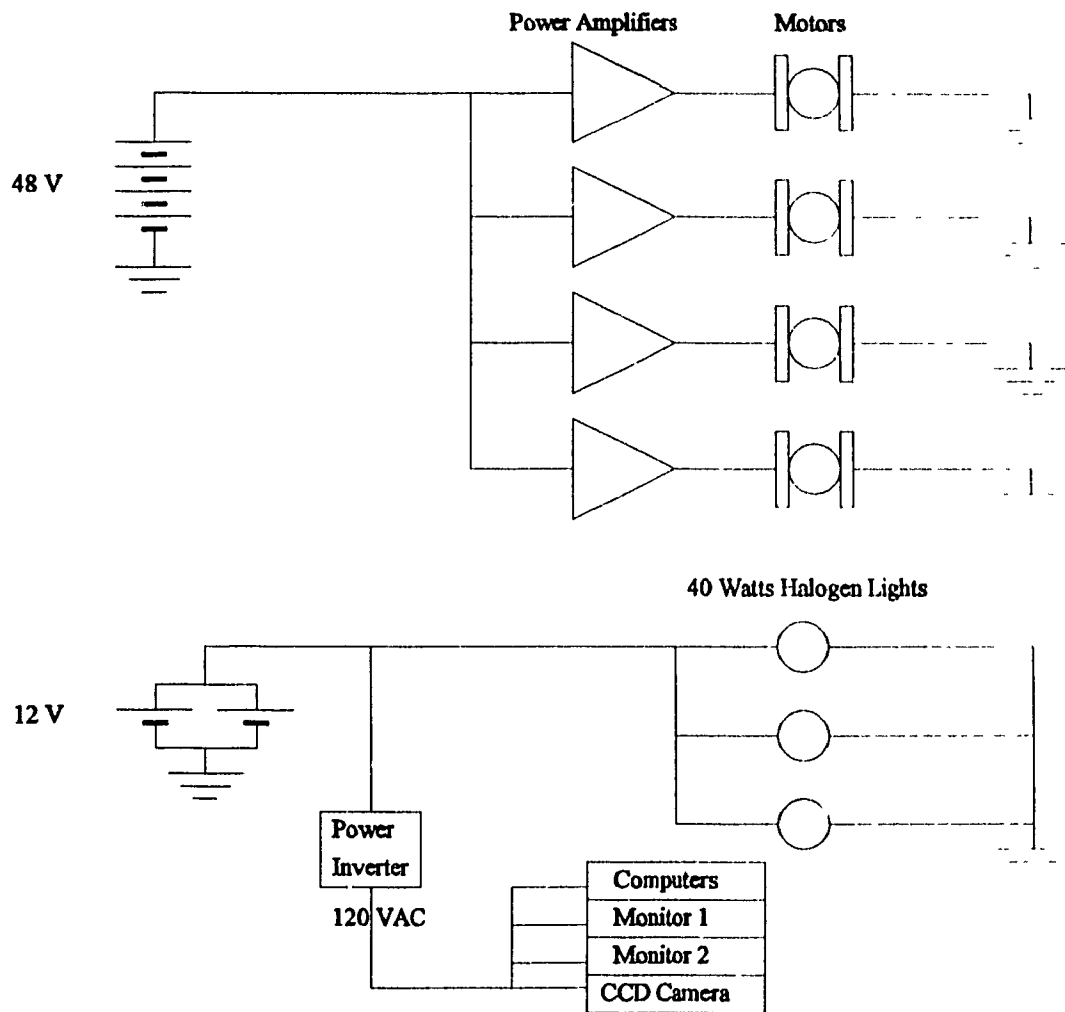 Power Amplifiers
Motors
48 V
40 Watts Halogen Lights
12 V
Power
Inverter
120 VAC
Computers
Monitor 1
Monitor 2
CCD Camera